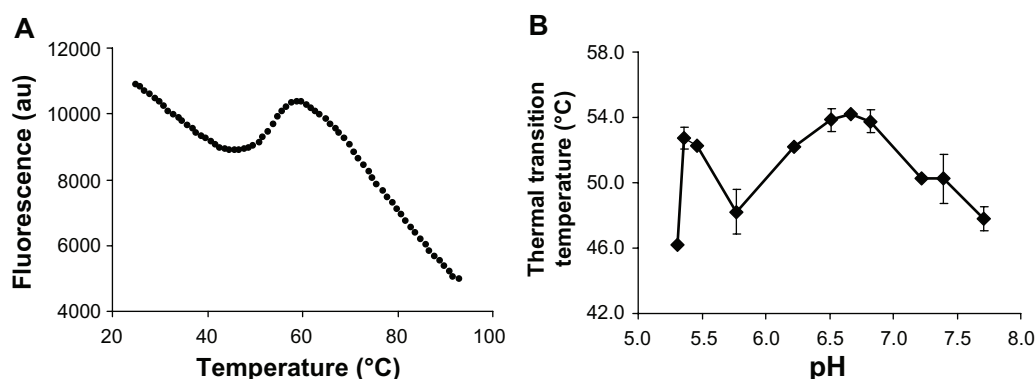 A
12000
10000
8000
6000
4000
Fluorescence (au)
20 40 60 80 100
Temperature (°C)
B
58.0
54.0
50.0
46.0
42.0
Thermal transition
temperature (°C)
5.0 5.5 6.0 6.5 7.0 7.5 8.0
pH